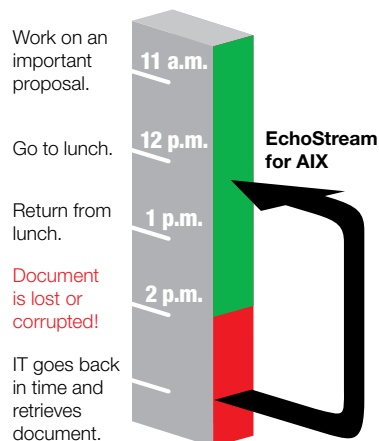 Work on an
important
proposal.
11 a.m.
Go to lunch.
12 p.m.
EchoStream
for AIX
Return from
lunch.
1 p.m.
Document
is lost or
corrupted!
2 p.m.
IT goes back
in time and
retrieves
document.